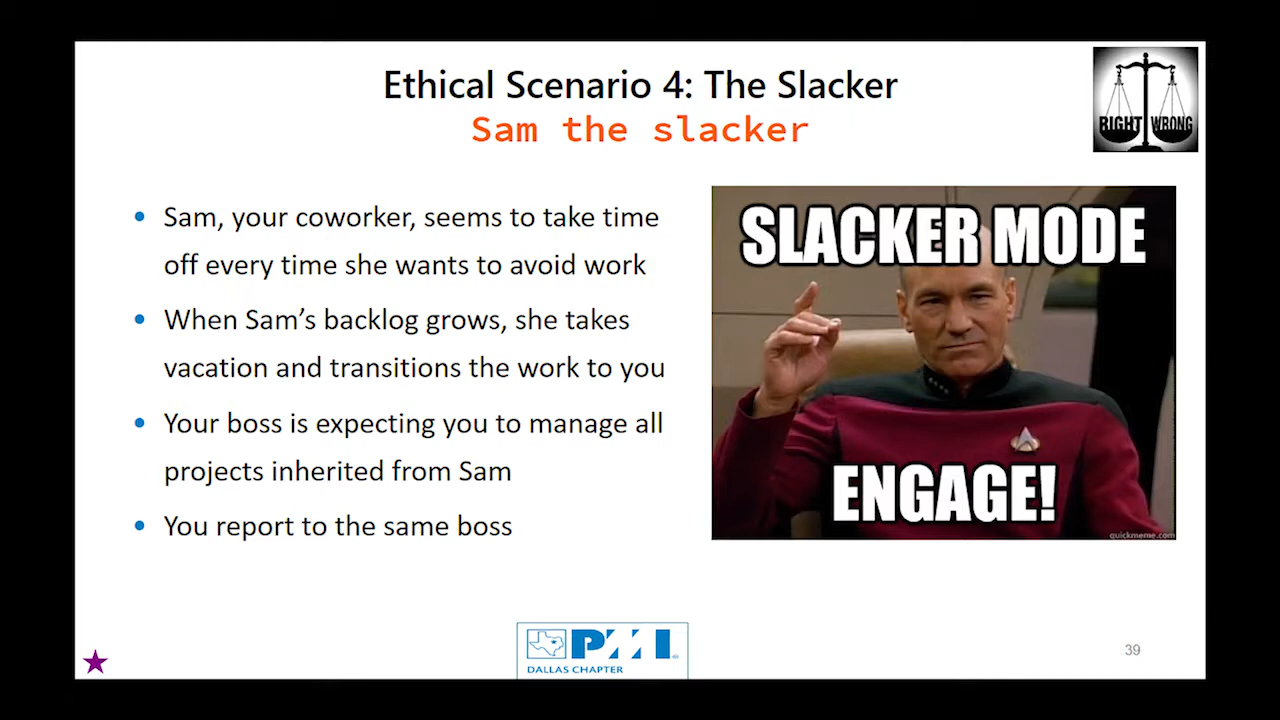 Ethical Scenario 4: The Slacker
Sam the slacker
RIGHT WRONG
• Sam, your coworker, seems to take time
off every time she wants to avoid work
• When Sam’s backlog grows, she takes
vacation and transitions the work to you
• Your boss is expecting you to manage all
projects inherited from Sam
• You report to the same boss
SLACKER MODE
ENGAGE!
quickmeme.com
PMI
DALLAS CHAPTER
39